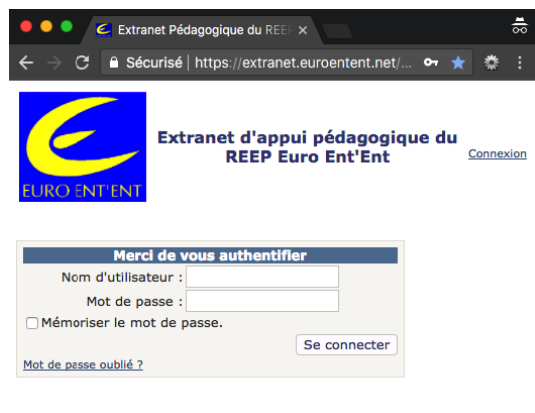 Extranet Pédagogique du REEP
Sécurisé | https://extranet.euroentent.net/...
Extranet d'appui pédagogique du
REEP Euro Ent'Ent
Connexion
EURO ENT'ENT
Merci de vous authentifier
Nom d'utilisateur :
Mot de passe :
Mémoriser le mot de passe.
Se connecter
Mot de passe oublié ?